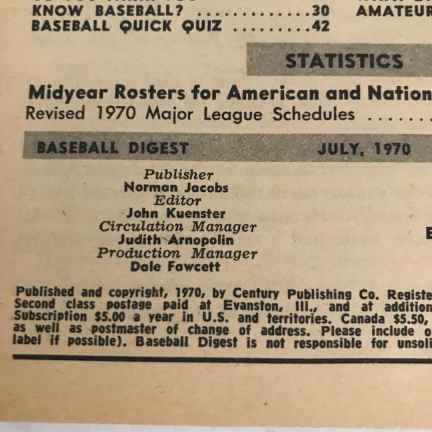 KNOW BASEBALL? ............30
AMATEUR
BASEBALL QUICK QUIZ .........42
STATISTICS
Midyear Rosters for American and Nation
Revised 1970 Major League Schedules ......
BASEBALL DIGEST JULY, 1970
Publisher
Norman Jacobs
Editor
John Kuenster
Circulation Manager
Judith Arnopolin
Production Manager
Dale Fawcett
Published and copyright, 1970, by Century Publishing Co. Registe
Second class postage paid at Evanston, Ill., and at addition
Subscription $5.00 a year in U.S. and territories. Canada $5.50,
as well as postmaster of change of address. Please include o
label if possible). Baseball Digest is not responsible for unsoli